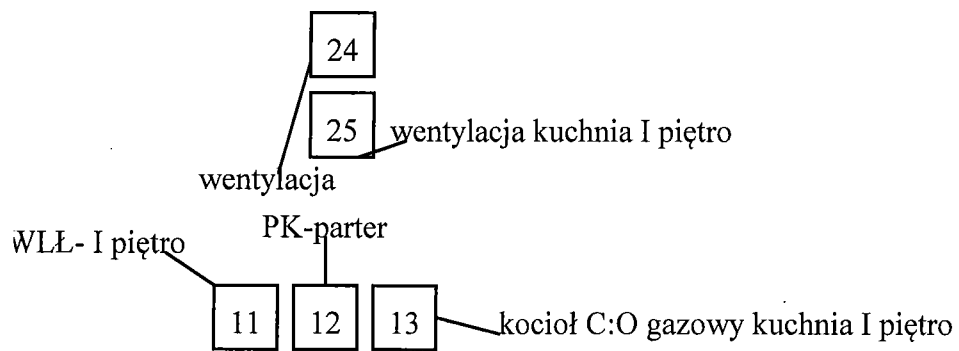 24
25 wentylacja kuchnia I piętro
wentylacja
PK-parter
WLŁ- I piętro
11 12 13 kocioł C:O gazowy kuchnia I piętro